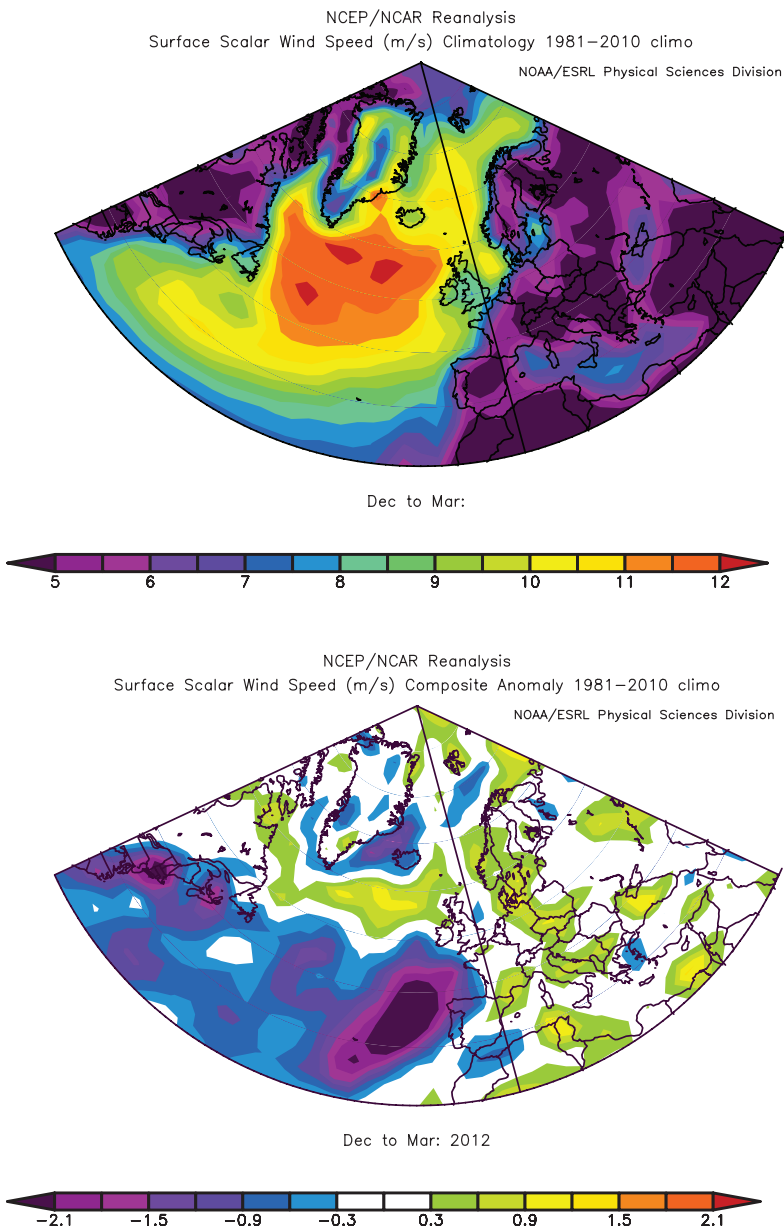 NCEP/NCAR Reanalysis
Surface Scalar Wind Speed (m/s) Climatology 1981−2010 climo
NOAA/ESRL Physical Sciences Division
Dec to Mar:
5 6 7 8 9 10 11 12
NCEP/NCAR Reanalysis
Surface Scalar Wind Speed (m/s) Composite Anomaly 1981−2010 climo
NOAA/ESRL Physical Sciences Division
Dec to Mar: 2012
−2.1 −1.5 −0.9 −0.3 0.3 0.9 1.5 2.1